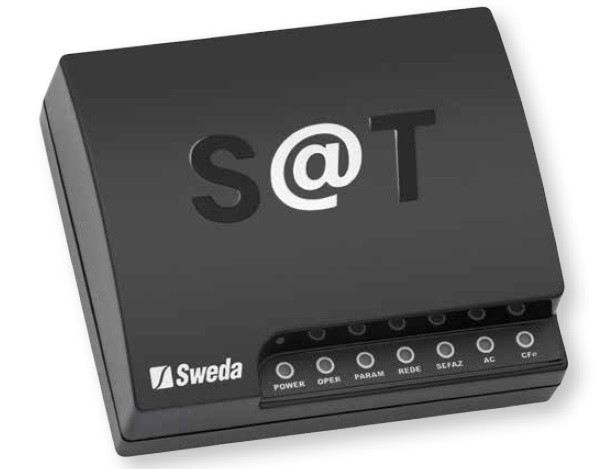 S@T
Sweda
POWER OPER PARAM REDE SEFAZ AC CFe